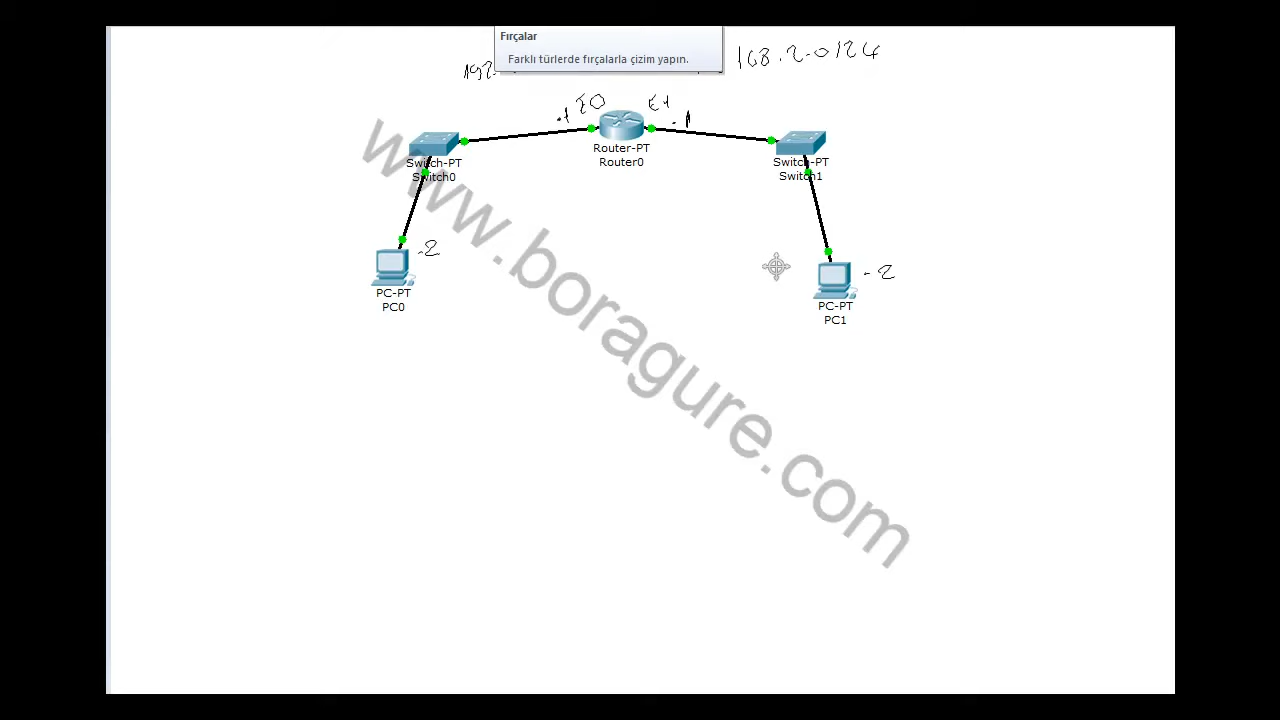 Fırçalar
Farklı türlerde fırçalarla çizim yapın.
192.
168.2.0/24
E0
E1
.1
.1
Router-PT
Router0
Switch-PT
Switch0
Switch-PT
Switch1
.2
PC-PT
PC0
.2
PC-PT
PC1
www.boragure.com